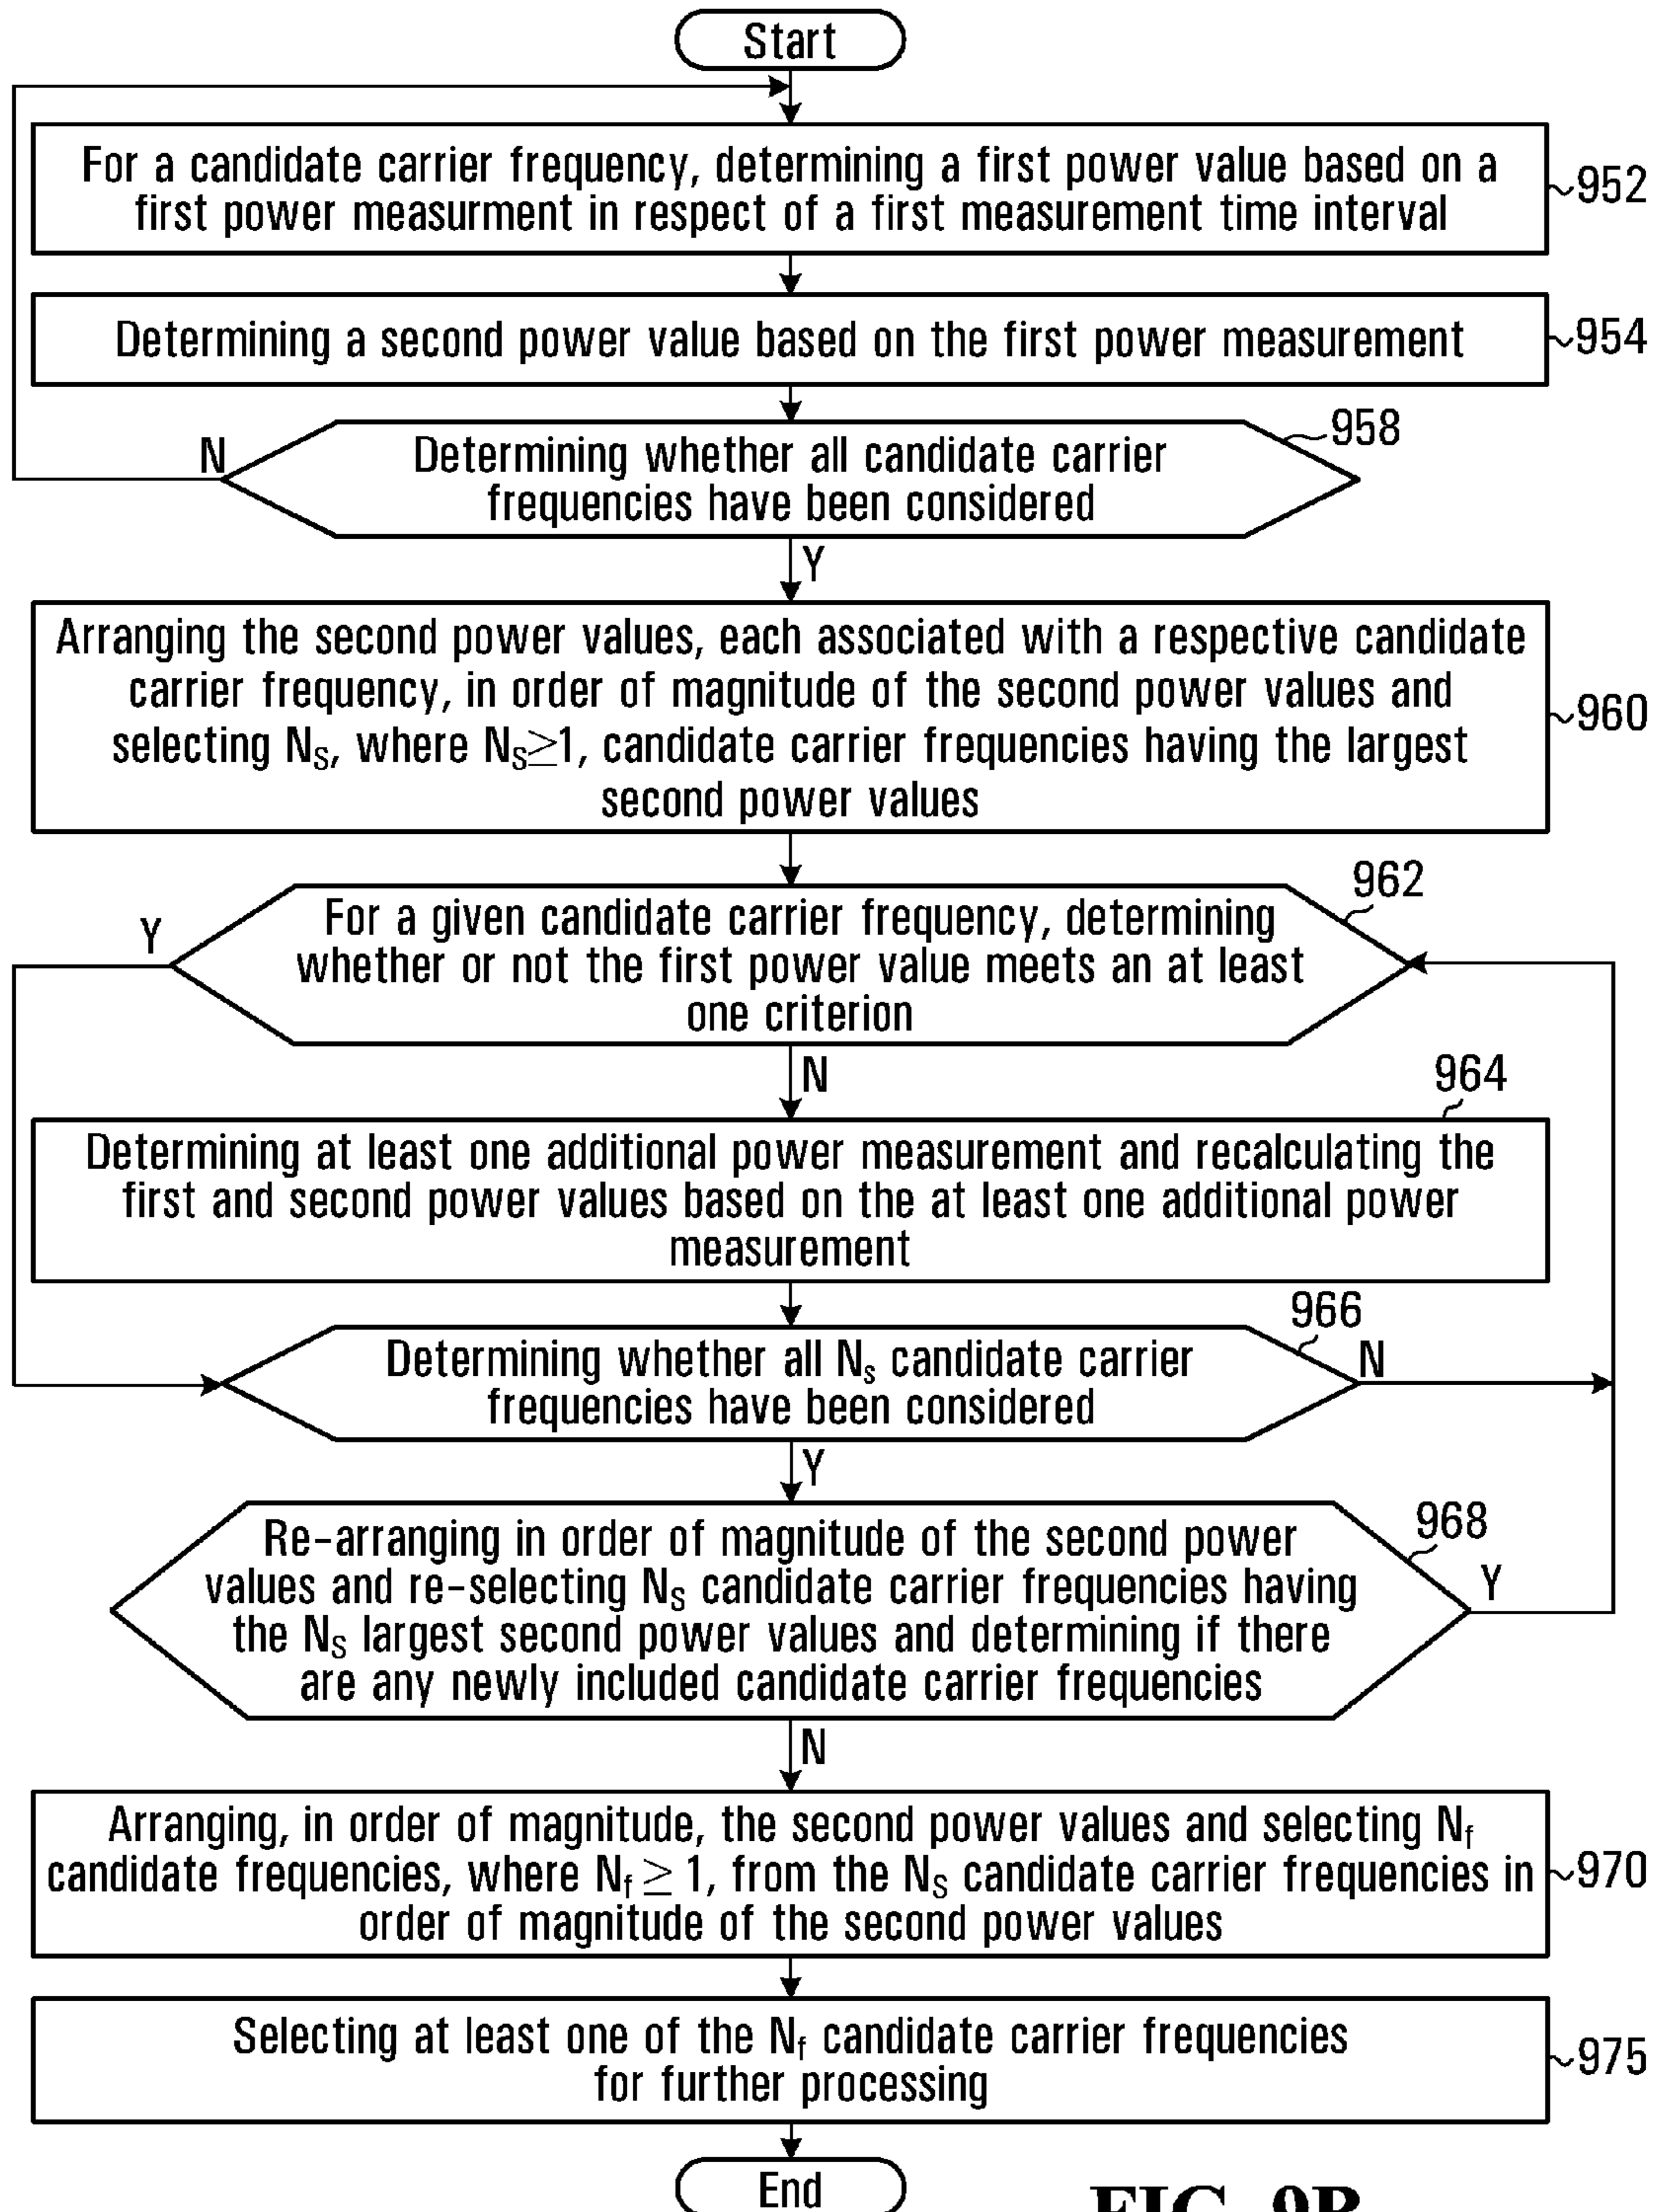 Start
For a candidate carrier frequency, determining a first power value based on a
first power measurment in respect of a first measurement time interval
952
Determining a second power value based on the first power measurement
954
958
N
Determining whether all candidate carrier
frequencies have been considered
Y
Arranging the second power values, each associated with a respective candidate
carrier frequency, in order of magnitude of the second power values and
selecting NS, where NS≥1, candidate carrier frequencies having the largest
second power values
960
962
Y
For a given candidate carrier frequency, determining
whether or not the first power value meets an at least
one criterion
N
964
Determining at least one additional power measurement and recalculating the
first and second power values based on the at least one additional power
measurement
966
Determining whether all Ns candidate carrier
frequencies have been considered
N
Y
968
Re-arranging in order of magnitude of the second power
values and re-selecting NS candidate carrier frequencies having
the NS largest second power values and determining if there
are any newly included candidate carrier frequencies
Y
N
Arranging, in order of magnitude, the second power values and selecting Nf
candidate frequencies, where Nf ≥ 1, from the NS candidate carrier frequencies in
order of magnitude of the second power values
970
Selecting at least one of the Nf candidate carrier frequencies
for further processing
975
End
FIG. 9B